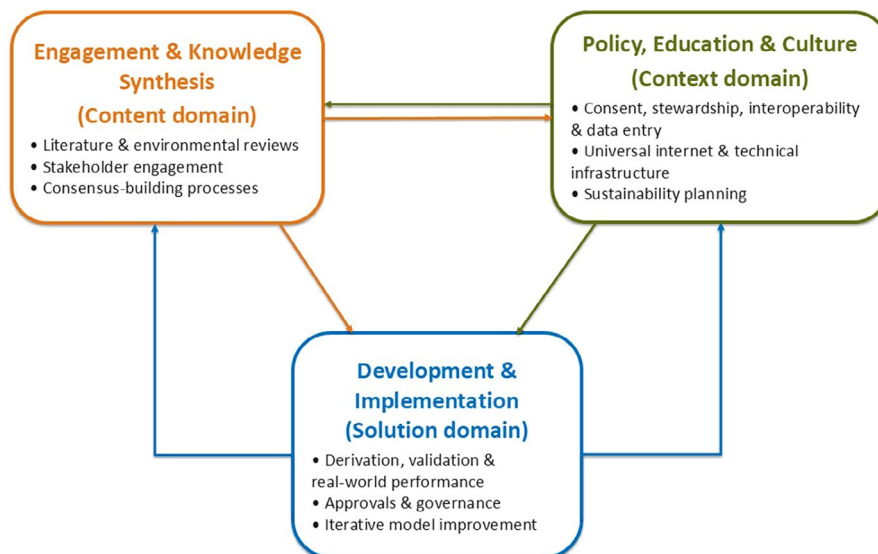 Engagement & Knowledge
Synthesis
(Content domain)
• Literature & environmental reviews
• Stakeholder engagement
• Consensus-building processes
Policy, Education & Culture
(Context domain)
• Consent, stewardship, interoperability
& data entry
• Universal internet & technical
infrastructure
• Sustainability planning
Development &
Implementation
(Solution domain)
• Derivation, validation &
real-world performance
• Approvals & governance
• Iterative model improvement